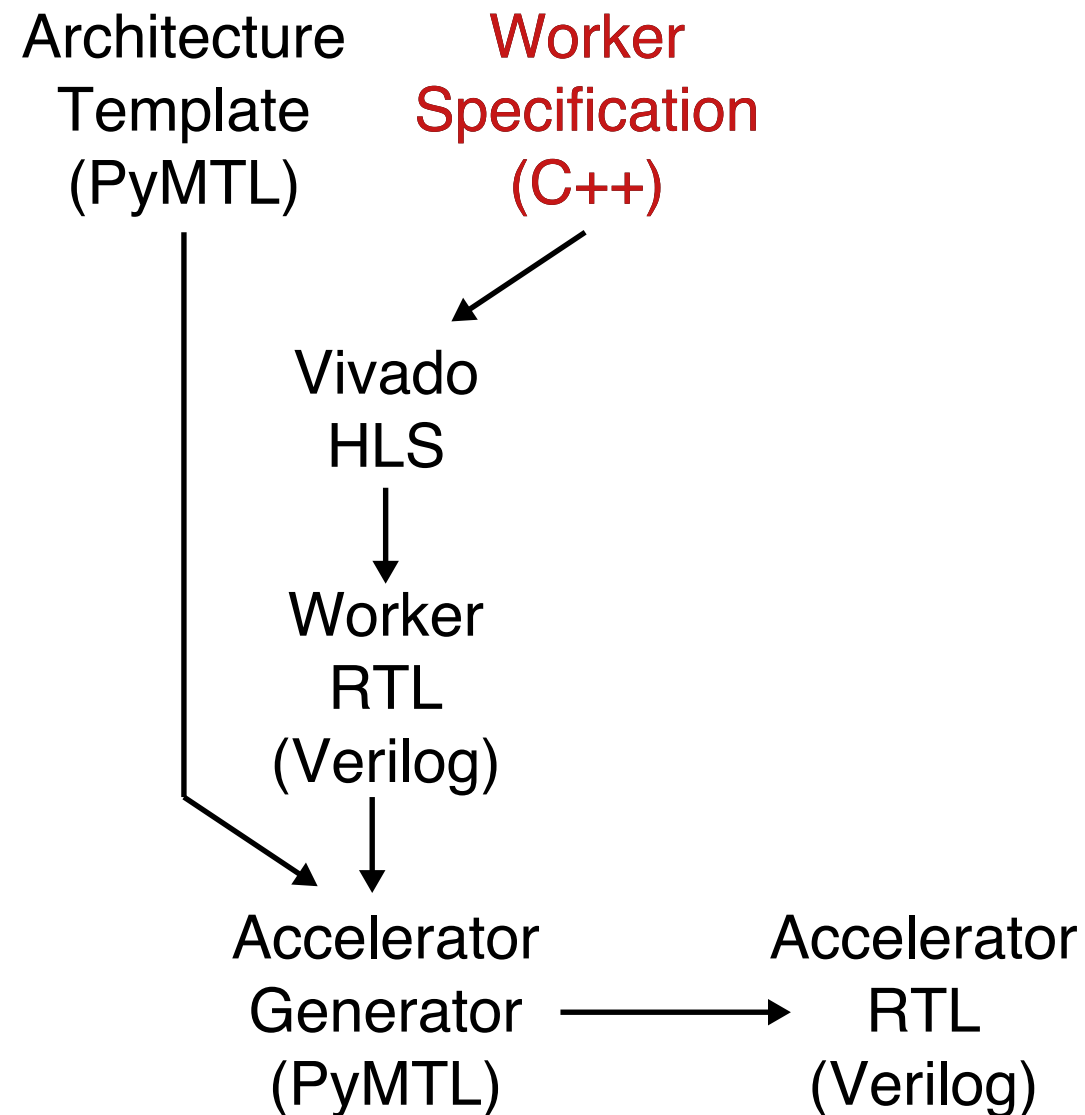 Architecture
Template
(PyMTL)
Worker
Specification
(C++)
Vivado
HLS
Worker
RTL
(Verilog)
Accelerator
Generator
(PyMTL)
Accelerator
RTL
(Verilog)